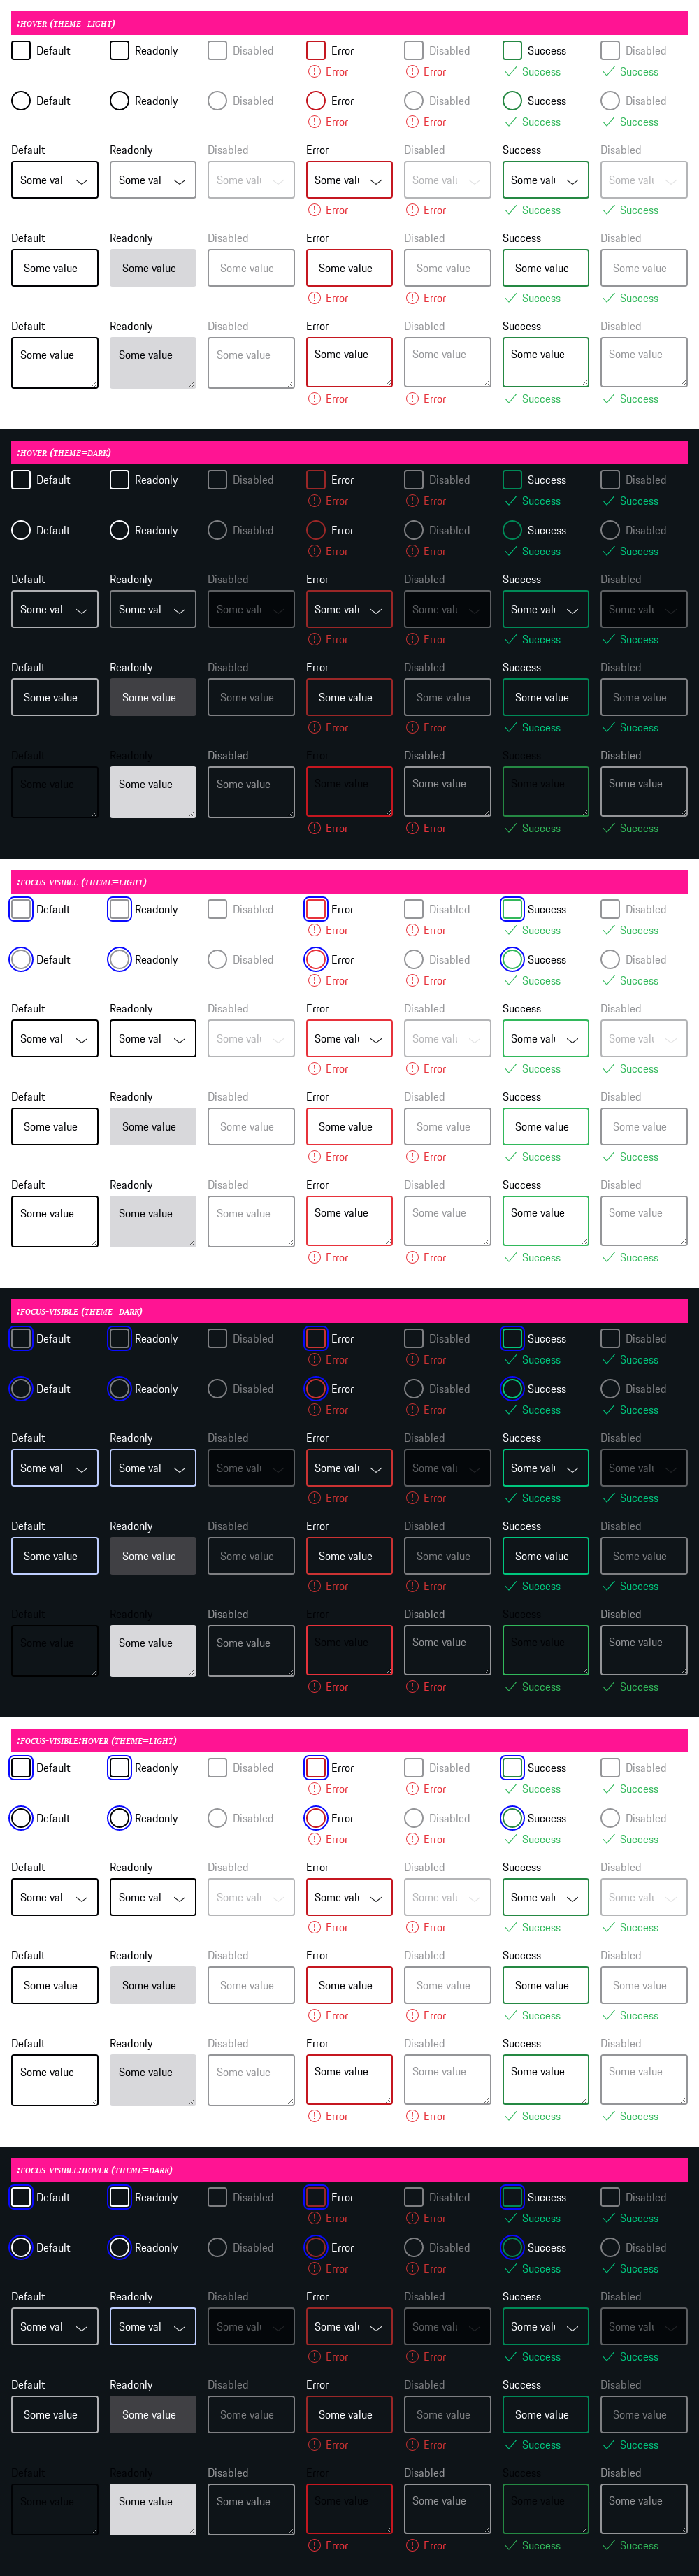 :HOVER (THEME=LIGHT)
Default Readonly Disabled Error Disabled Success Disabled
Error Error Success Success
Default Readonly Disabled Error Disabled Success Disabled
Error Error Success Success
Default Readonly Disabled Error Disabled Success Disabled
Some valu Some val Some valu Some valu Some valu Some valu Some valu
Error Error Success Success
Default Readonly Disabled Error Disabled Success Disabled
Some value Some value Some value Some value Some value Some value Some value
Error Error Success Success
Default Readonly Disabled Error Disabled Success Disabled
Some value Some value Some value Some value Some value Some value Some value
Error Error Success Success
:HOVER (THEME=DARK)
Default Readonly Disabled Error Disabled Success Disabled
Error Error Success Success
Default Readonly Disabled Error Disabled Success Disabled
Error Error Success Success
Default Readonly Disabled Error Disabled Success Disabled
Some valu Some val Some valu Some valu Some valu Some valu Some valu
Error Error Success Success
Default Readonly Disabled Error Disabled Success Disabled
Some value Some value Some value Some value Some value Some value Some value
Error Error Success Success
Default Readonly Disabled Error Disabled Success Disabled
Some value Some value Some value Some value Some value Some value Some value
Error Error Success Success
:FOCUS-VISIBLE (THEME=LIGHT)
Default Readonly Disabled Error Disabled Success Disabled
Error Error Success Success
Default Readonly Disabled Error Disabled Success Disabled
Error Error Success Success
Default Readonly Disabled Error Disabled Success Disabled
Some valu Some val Some valu Some valu Some valu Some valu Some valu
Error Error Success Success
Default Readonly Disabled Error Disabled Success Disabled
Some value Some value Some value Some value Some value Some value Some value
Error Error Success Success
Default Readonly Disabled Error Disabled Success Disabled
Some value Some value Some value Some value Some value Some value Some value
Error Error Success Success
:FOCUS-VISIBLE (THEME=DARK)
Default Readonly Disabled Error Disabled Success Disabled
Error Error Success Success
Default Readonly Disabled Error Disabled Success Disabled
Error Error Success Success
Default Readonly Disabled Error Disabled Success Disabled
Some valu Some val Some valu Some valu Some valu Some valu Some valu
Error Error Success Success
Default Readonly Disabled Error Disabled Success Disabled
Some value Some value Some value Some value Some value Some value Some value
Error Error Success Success
Default Readonly Disabled Error Disabled Success Disabled
Some value Some value Some value Some value Some value Some value Some value
Error Error Success Success
:FOCUS-VISIBLE:HOVER (THEME=LIGHT)
Default Readonly Disabled Error Disabled Success Disabled
Error Error Success Success
Default Readonly Disabled Error Disabled Success Disabled
Error Error Success Success
Default Readonly Disabled Error Disabled Success Disabled
Some valu Some val Some valu Some valu Some valu Some valu Some valu
Error Error Success Success
Default Readonly Disabled Error Disabled Success Disabled
Some value Some value Some value Some value Some value Some value Some value
Error Error Success Success
Default Readonly Disabled Error Disabled Success Disabled
Some value Some value Some value Some value Some value Some value Some value
Error Error Success Success
:FOCUS-VISIBLE:HOVER (THEME=DARK)
Default Readonly Disabled Error Disabled Success Disabled
Error Error Success Success
Default Readonly Disabled Error Disabled Success Disabled
Error Error Success Success
Default Readonly Disabled Error Disabled Success Disabled
Some valu Some val Some valu Some valu Some valu Some valu Some valu
Error Error Success Success
Default Readonly Disabled Error Disabled Success Disabled
Some value Some value Some value Some value Some value Some value Some value
Error Error Success Success
Default Readonly Disabled Error Disabled Success Disabled
Some value Some value Some value Some value Some value Some value Some value
Error Error Success Success